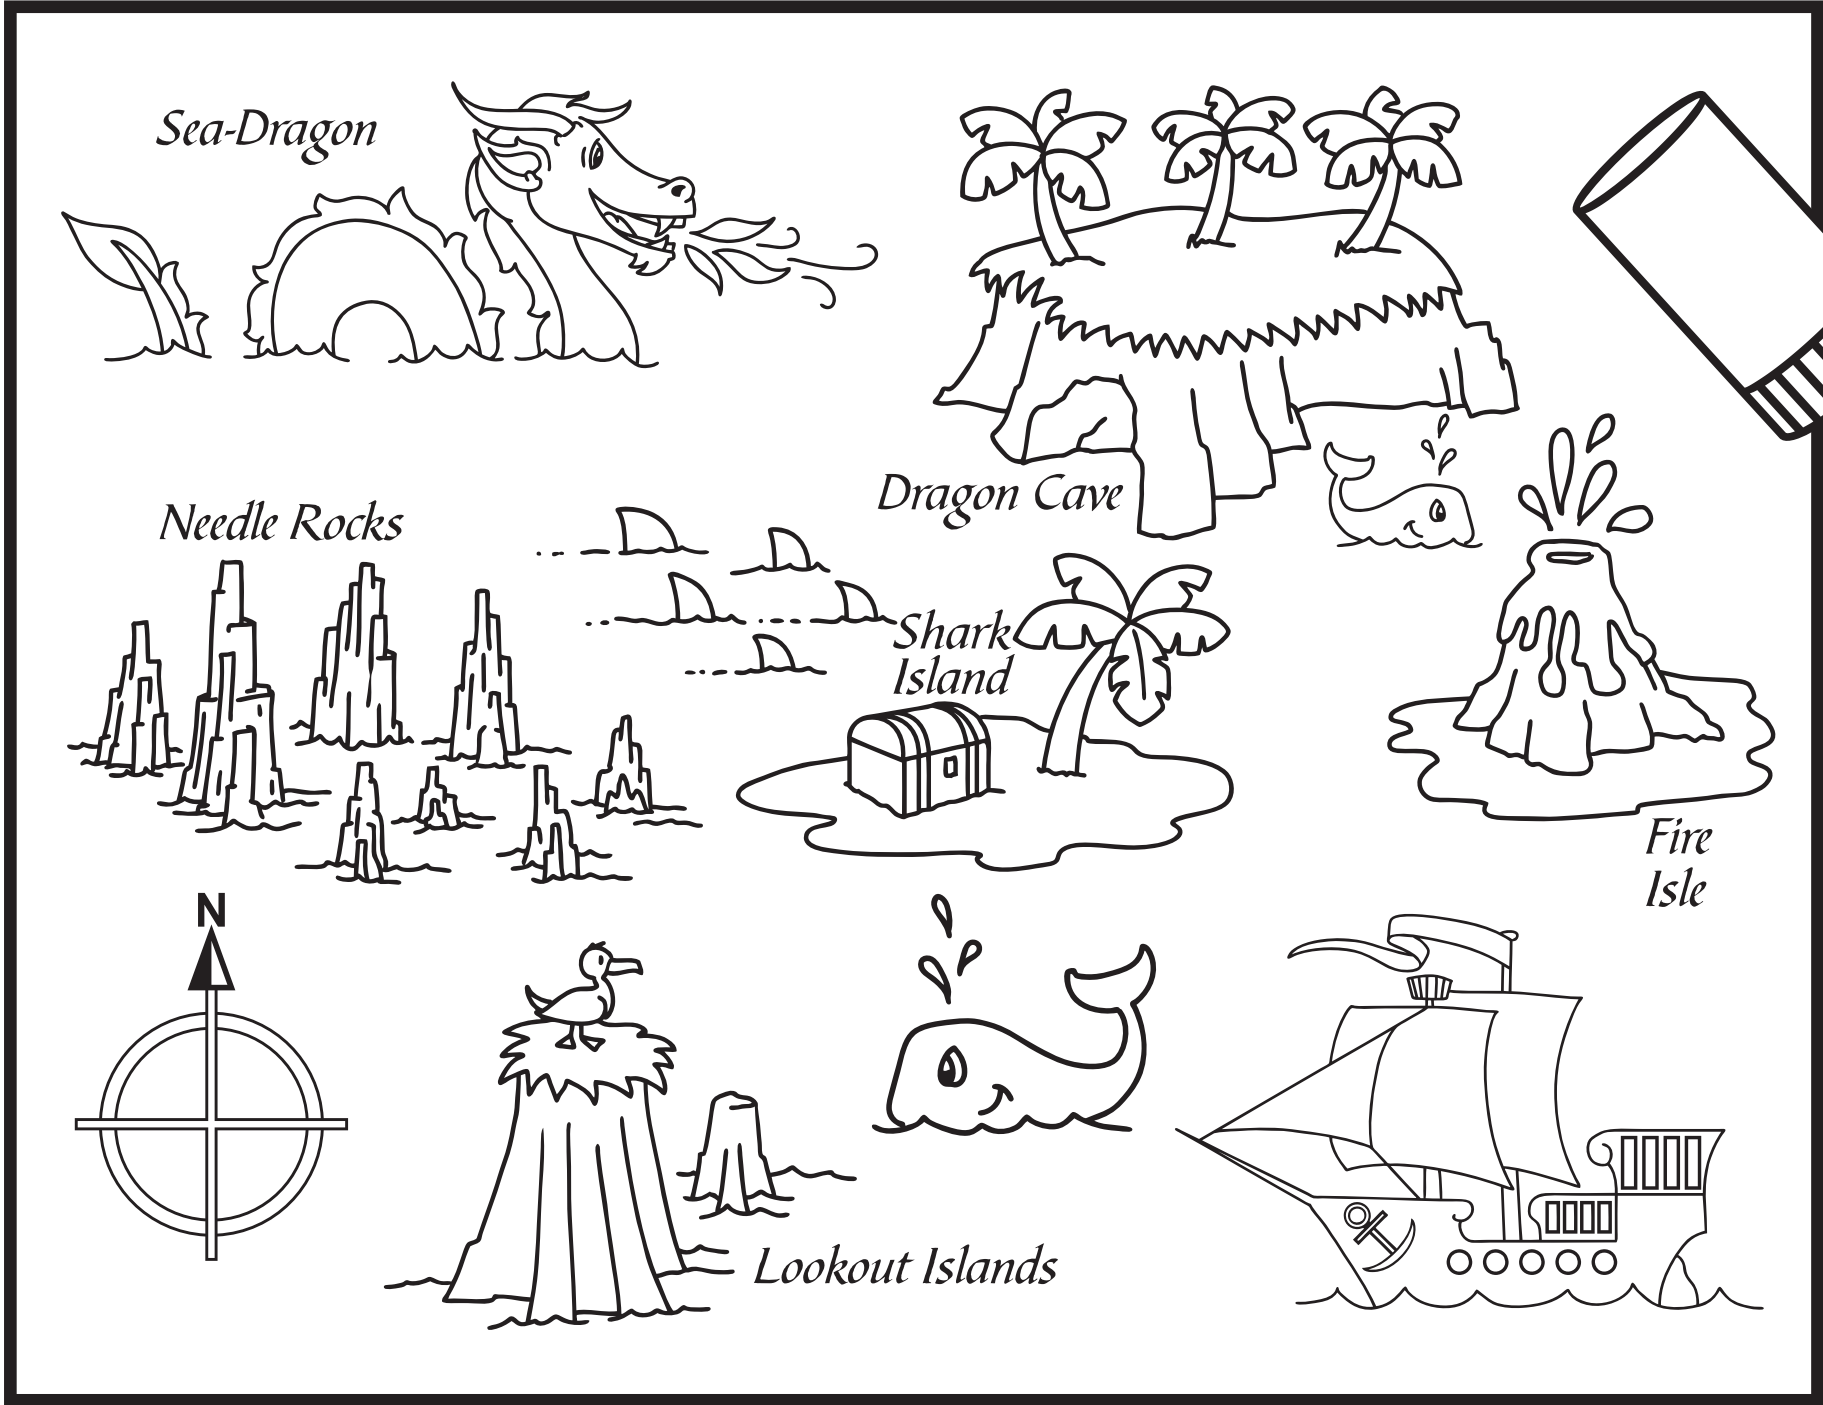 Sea-Dragon
Dragon Cave
Needle Rocks
Shark
Island
Fire
Isle
N
Lookout Islands